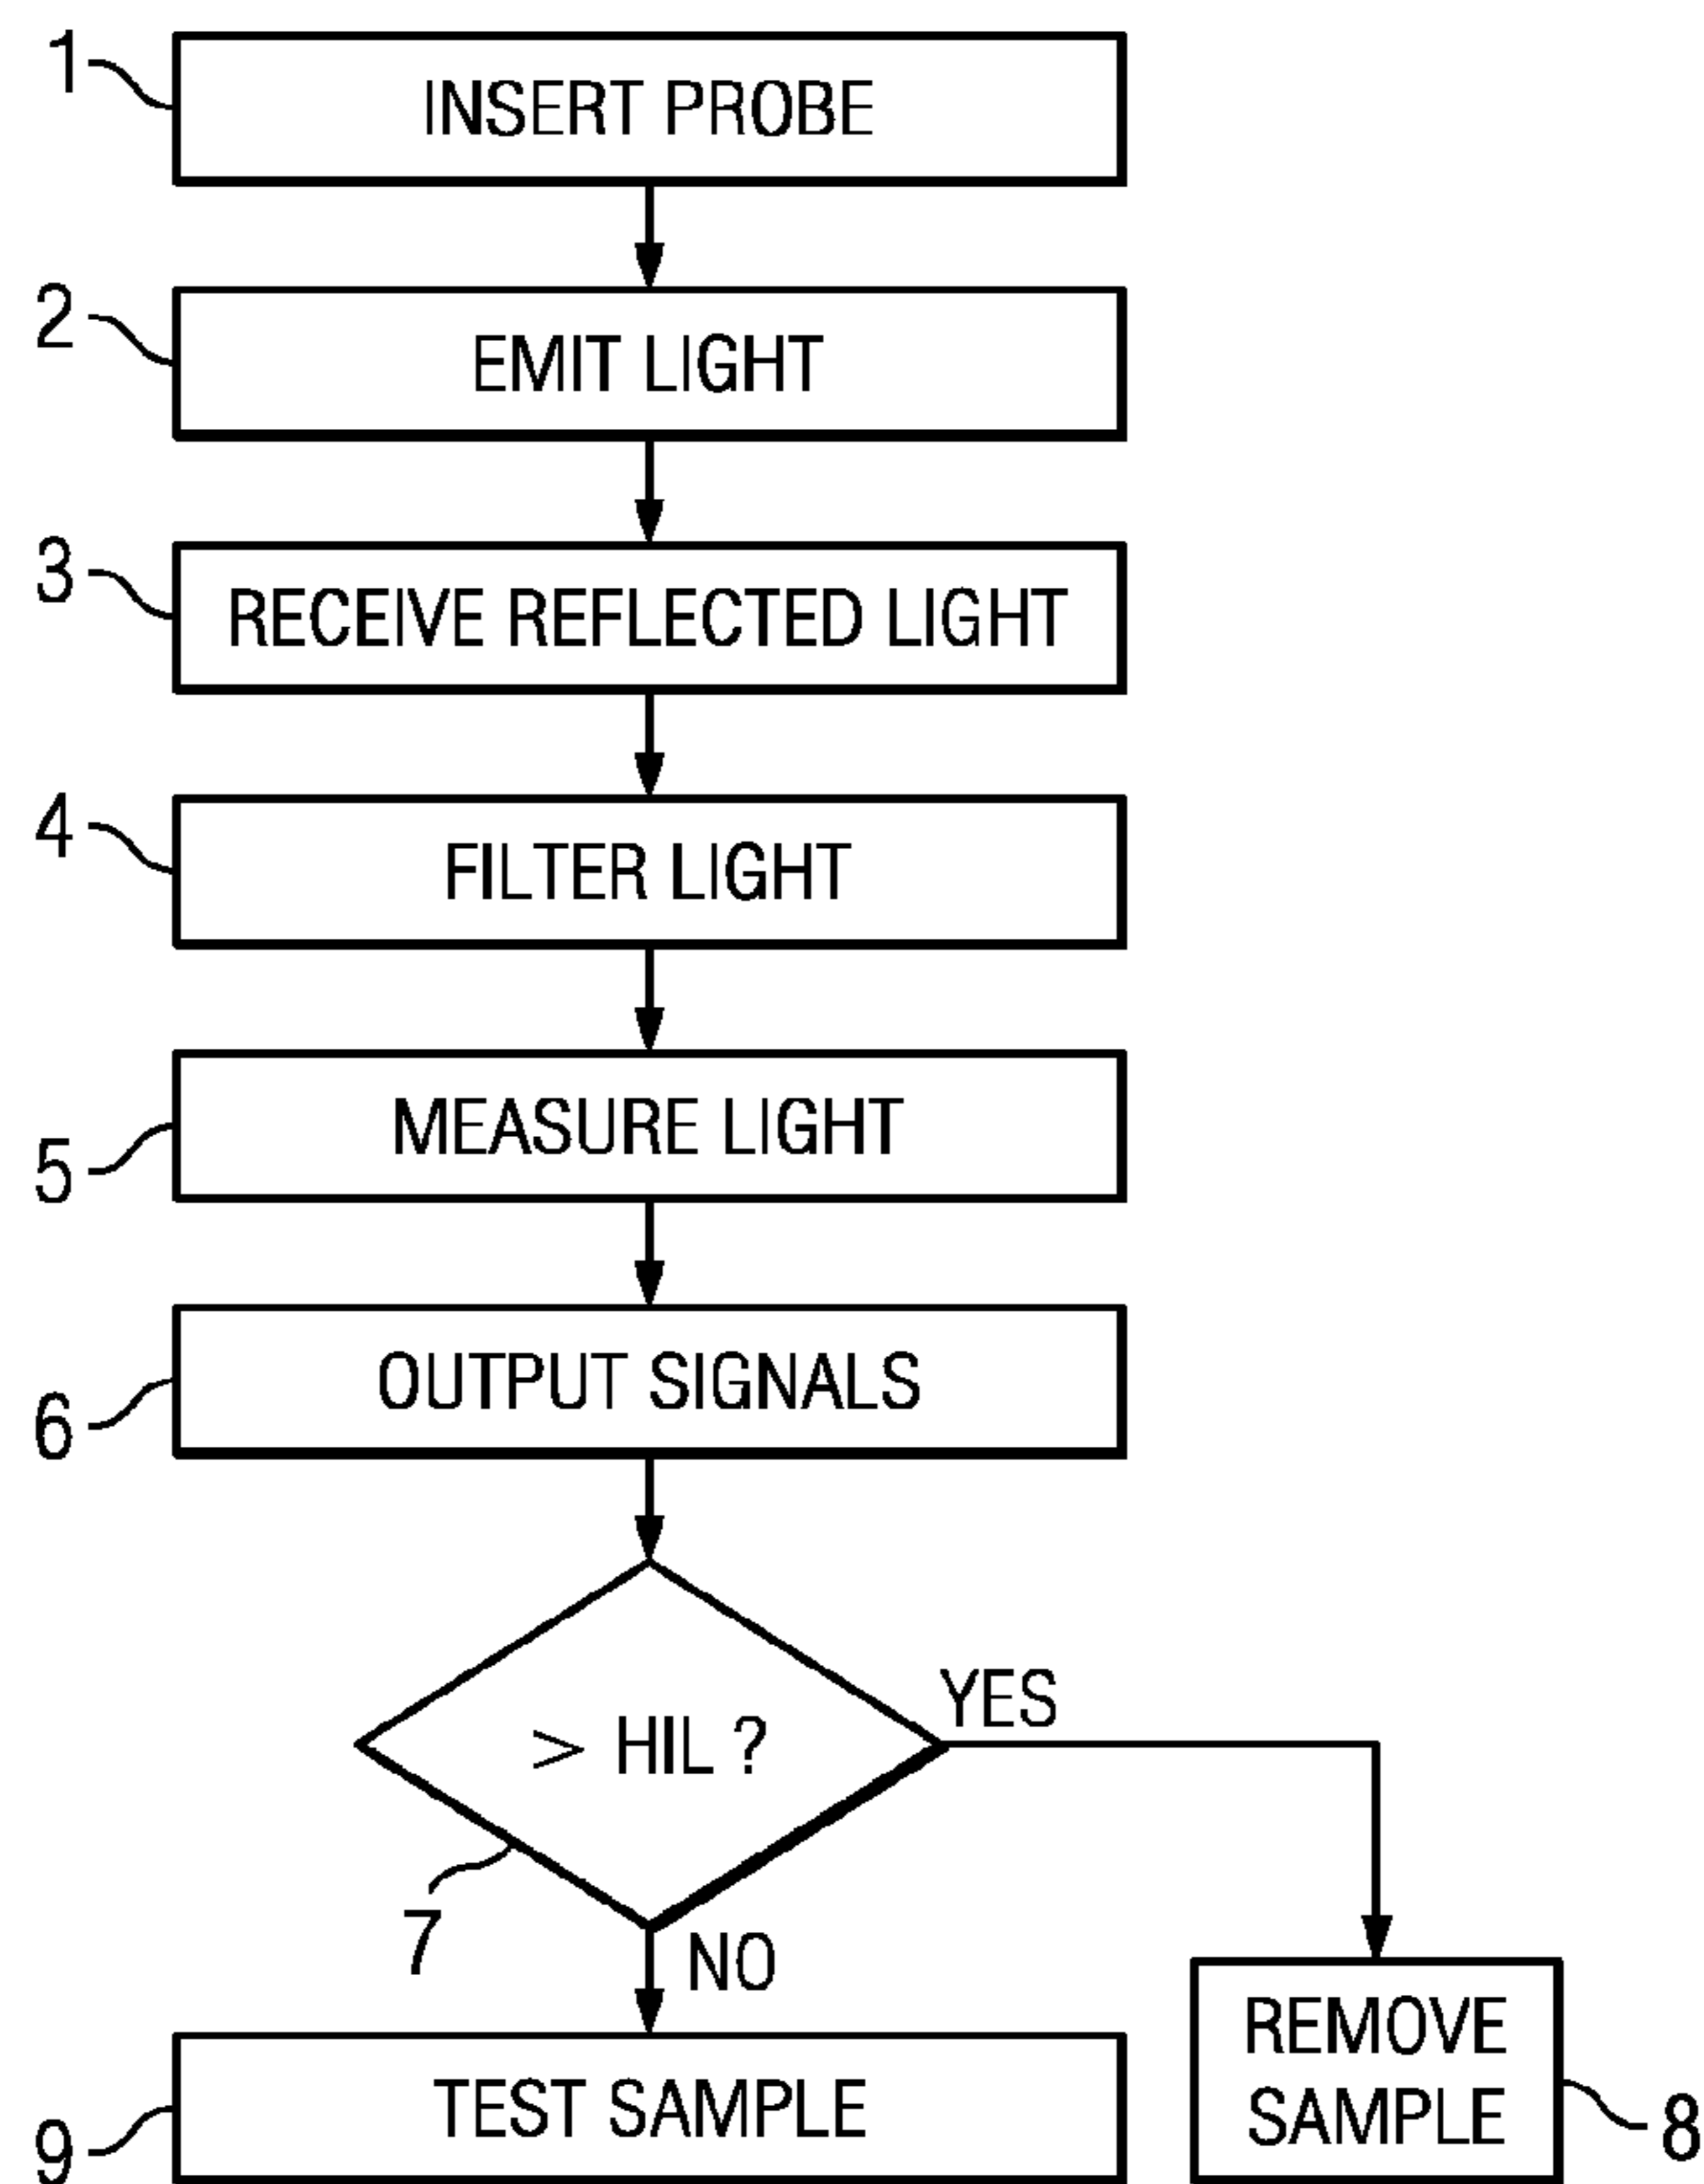 1
INSERT PROBE
2
EMIT LIGHT
3
RECEIVE REFLECTED LIGHT
4
FILTER LIGHT
5
MEASURE LIGHT
6
OUTPUT SIGNALS
> HIL ?
YES
7
NO
REMOVE
SAMPLE
8
9
TEST SAMPLE